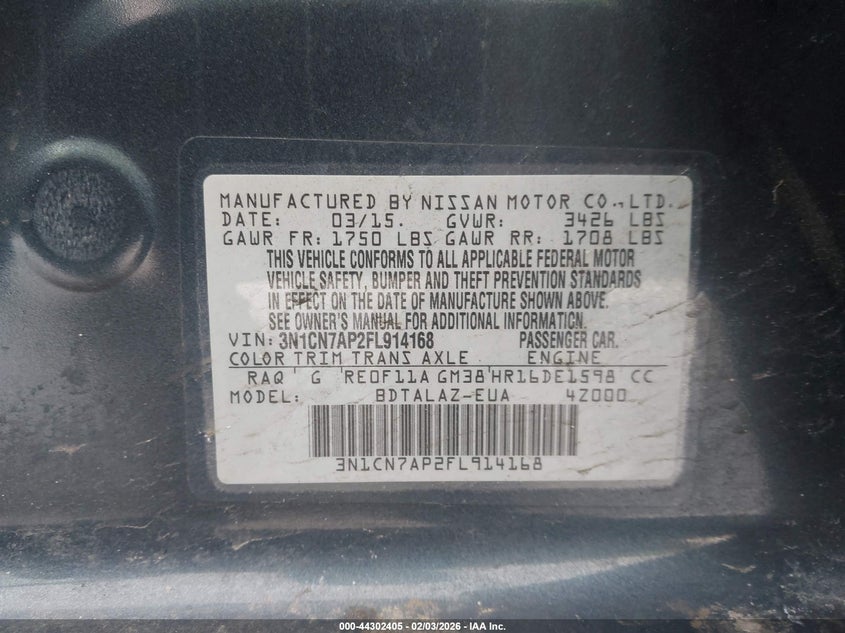 MANUFACTURED BY NISSAN MOTOR CO., LTD.
DATE: 03/15. GVWR: 3426 LBS
GAWR FR: 1750 LBS GAWR RR: 1708 LBS
THIS VEHICLE CONFORMS TO ALL APPLICABLE FEDERAL MOTOR
VEHICLE SAFETY, BUMPER AND THEFT PREVENTION STANDARDS
IN EFFECT ON THE DATE OF MANUFACTURE SHOWN ABOVE.
SEE OWNER'S MANUAL FOR ADDITIONAL INFORMATION.
VIN: 3N1CN7AP2FL914168 PASSENGER CAR.
COLOR TRIM TRANS AXLE ENGINE
RAQ G RE0F11A GM38 HR16DE1598 CC
MODEL: BDTALAZ-EUA 4Z000
3N1CN7AP2FL914168
000-44302405 - 02/03/2026 - IAA Inc.